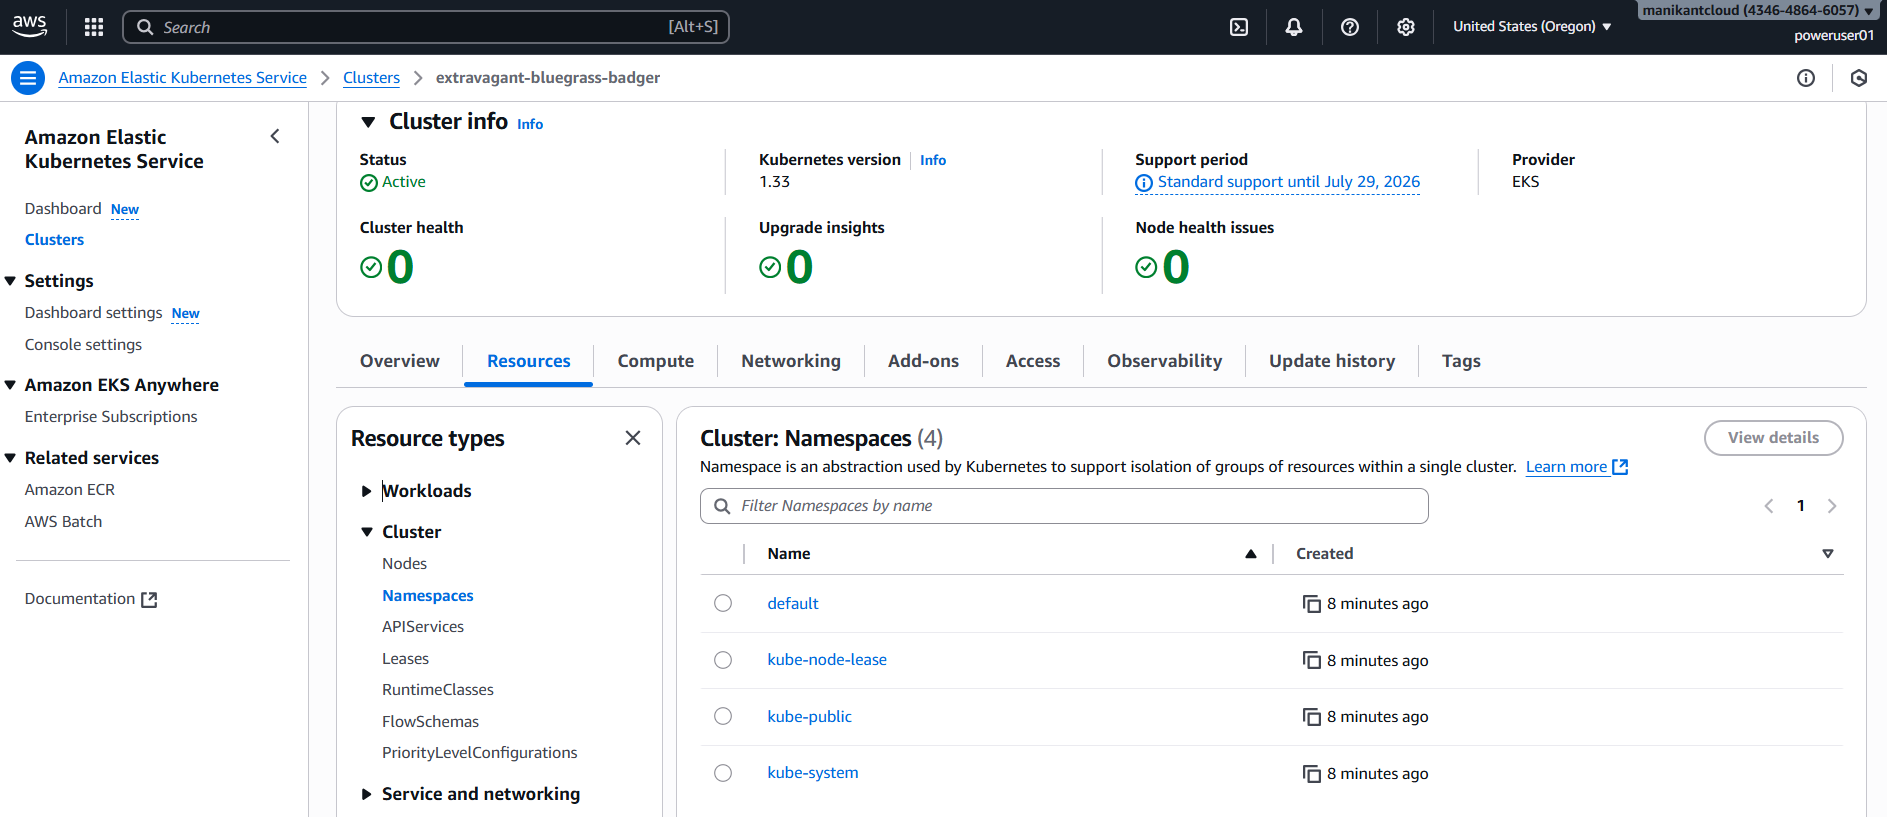 aws
Search [Alt+S]
United States (Oregon)
manikantcloud (4346-4864-6057)
poweruser01
Amazon Elastic Kubernetes Service
Clusters
extravagant-bluegrass-badger
Amazon Elastic
Kubernetes Service
Dashboard New
Clusters
Settings
Dashboard settings New
Console settings
Amazon EKS Anywhere
Enterprise Subscriptions
Related services
Amazon ECR
AWS Batch
Documentation
Cluster info Info
Status
Active
Kubernetes version Info
1.33
Support period
Standard support until July 29, 2026
Provider
EKS
Cluster health
0
Upgrade insights
0
Node health issues
0
Overview
Resources
Compute
Networking
Add-ons
Access
Observability
Update history
Tags
Resource types
Workloads
Cluster
Nodes
Namespaces
APIServices
Leases
RuntimeClasses
FlowSchemas
PriorityLevelConfigurations
Service and networking
Cluster: Namespaces (4)
View details
Namespace is an abstraction used by Kubernetes to support isolation of groups of resources within a single cluster. Learn more
Filter Namespaces by name
1
Name Created
default 8 minutes ago
kube-node-lease 8 minutes ago
kube-public 8 minutes ago
kube-system 8 minutes ago